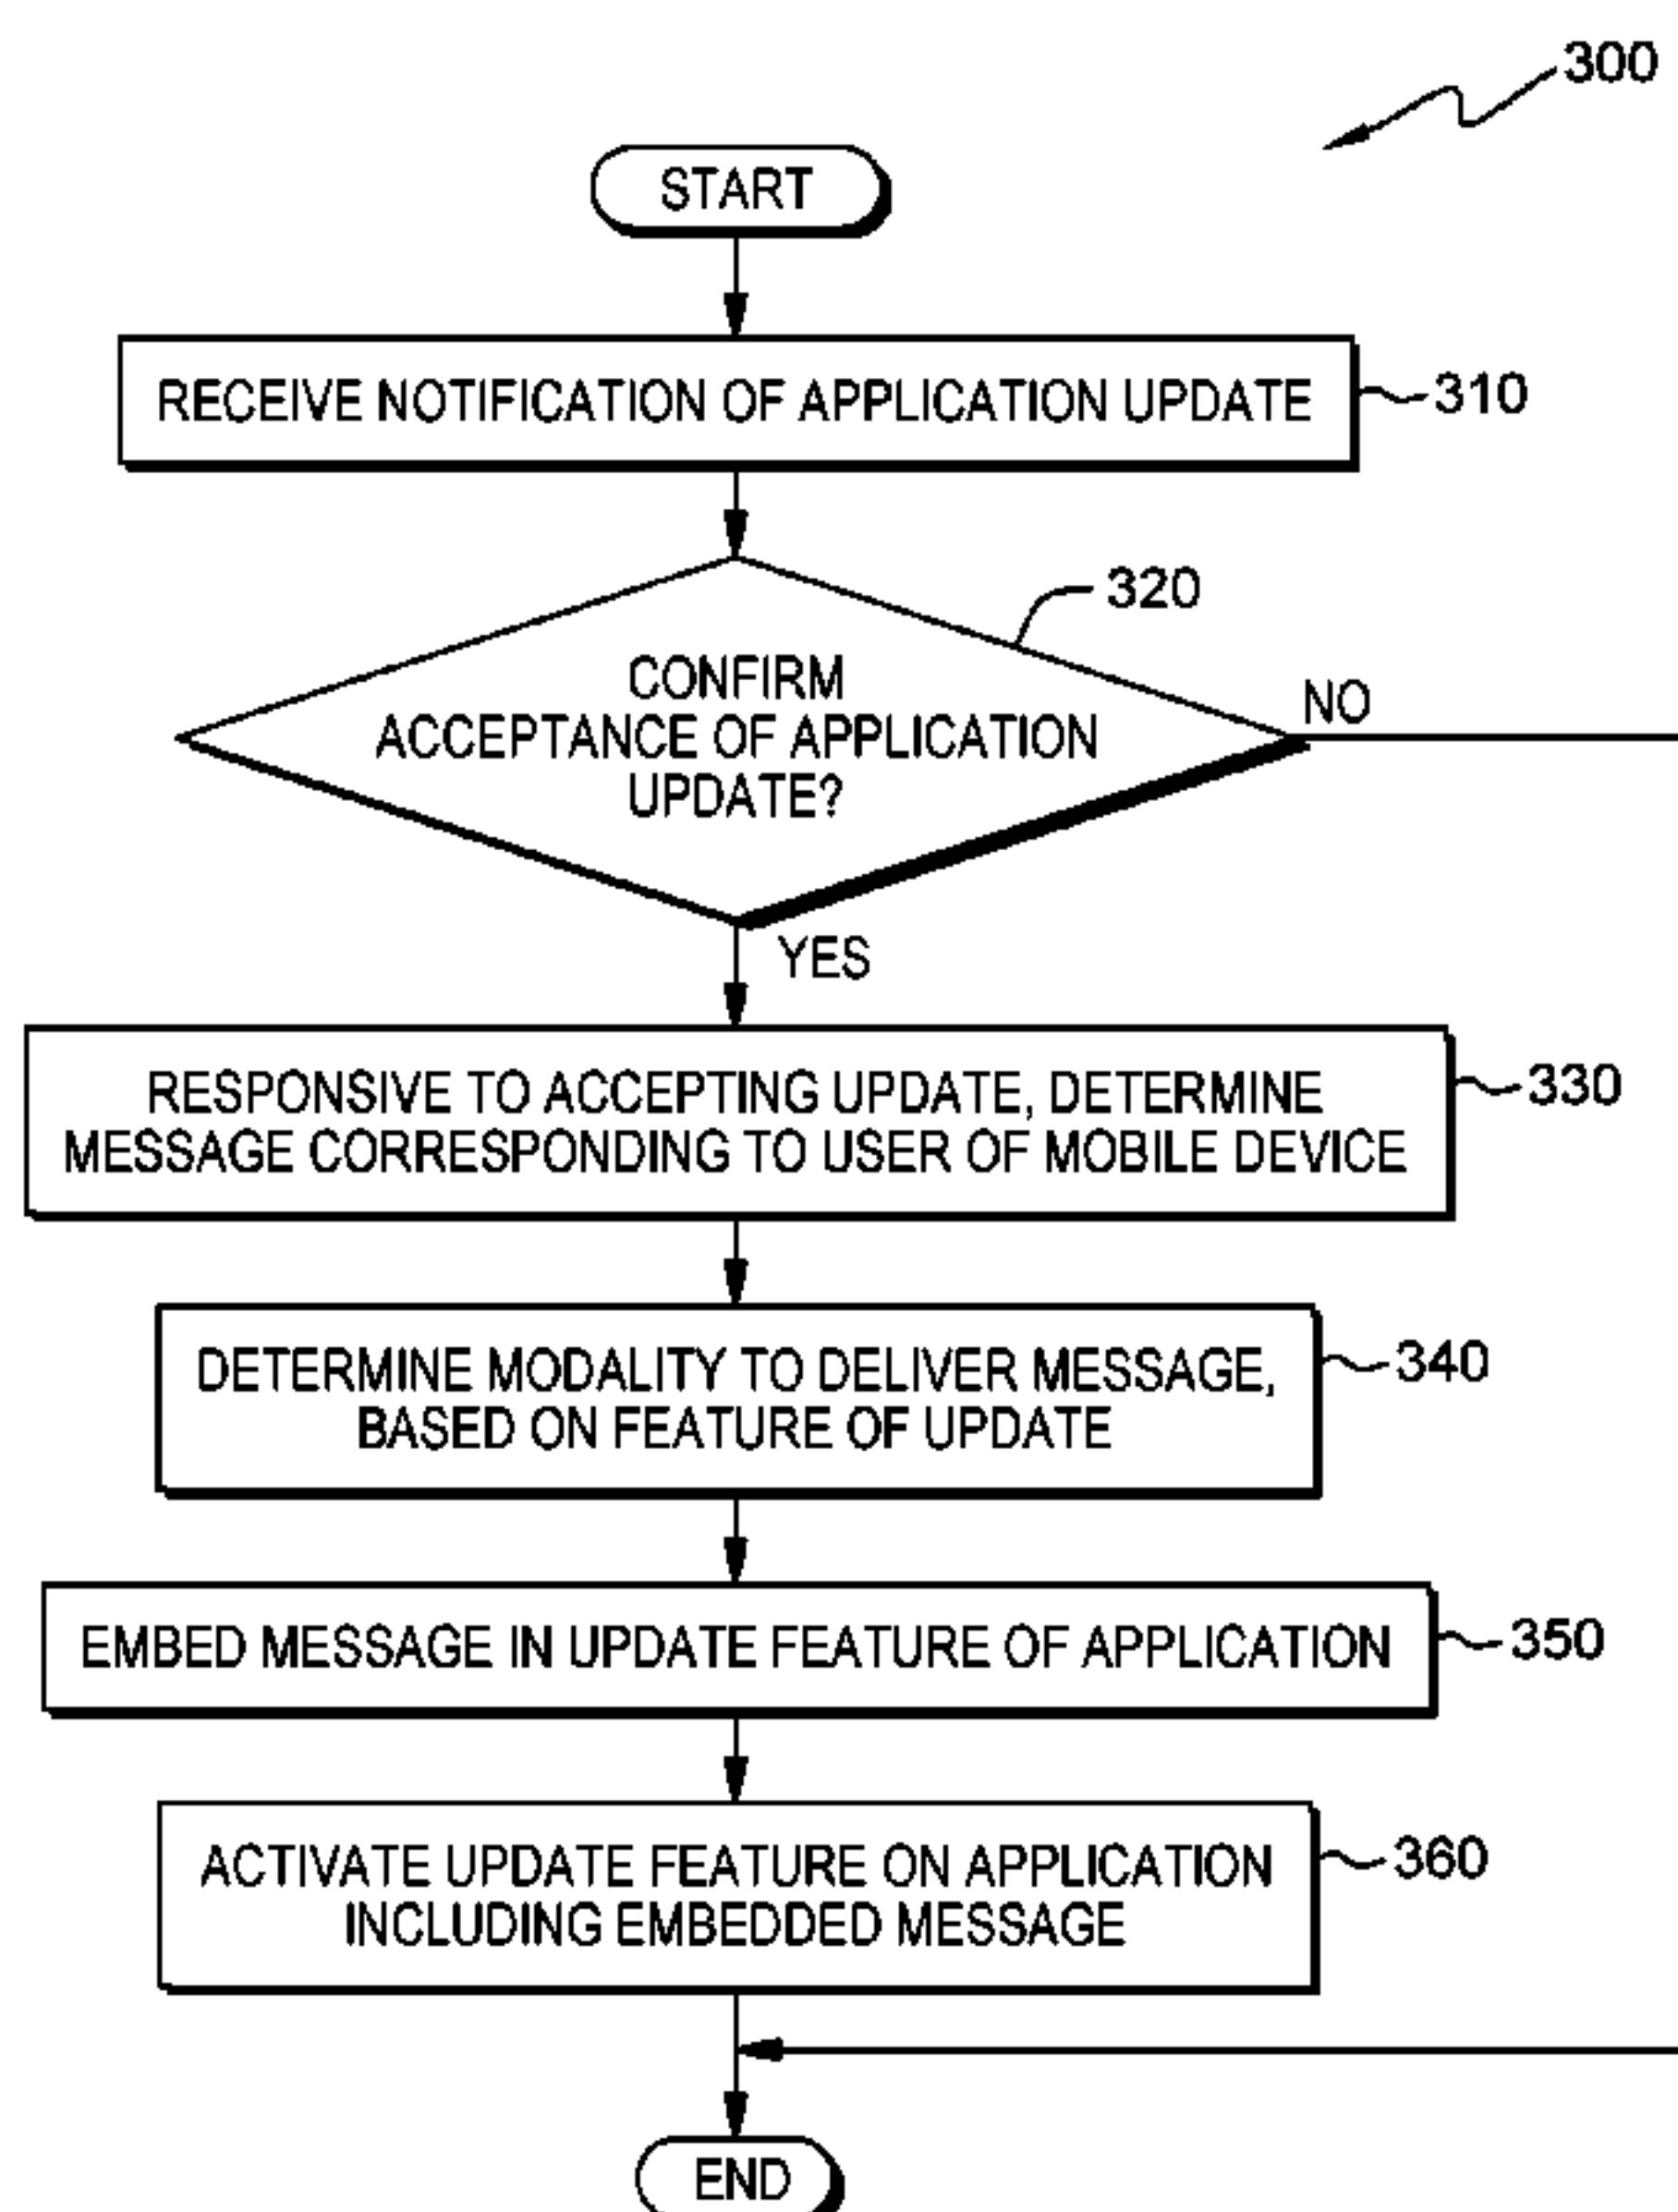 300
START
RECEIVE NOTIFICATION OF APPLICATION UPDATE
310
320
CONFIRM
ACCEPTANCE OF APPLICATION
UPDATE?
NO
YES
RESPONSIVE TO ACCEPTING UPDATE, DETERMINE
MESSAGE CORRESPONDING TO USER OF MOBILE DEVICE
330
DETERMINE MODALITY TO DELIVER MESSAGE,
BASED ON FEATURE OF UPDATE
340
EMBED MESSAGE IN UPDATE FEATURE OF APPLICATION
350
ACTIVATE UPDATE FEATURE ON APPLICATION
INCLUDING EMBEDDED MESSAGE
360
END